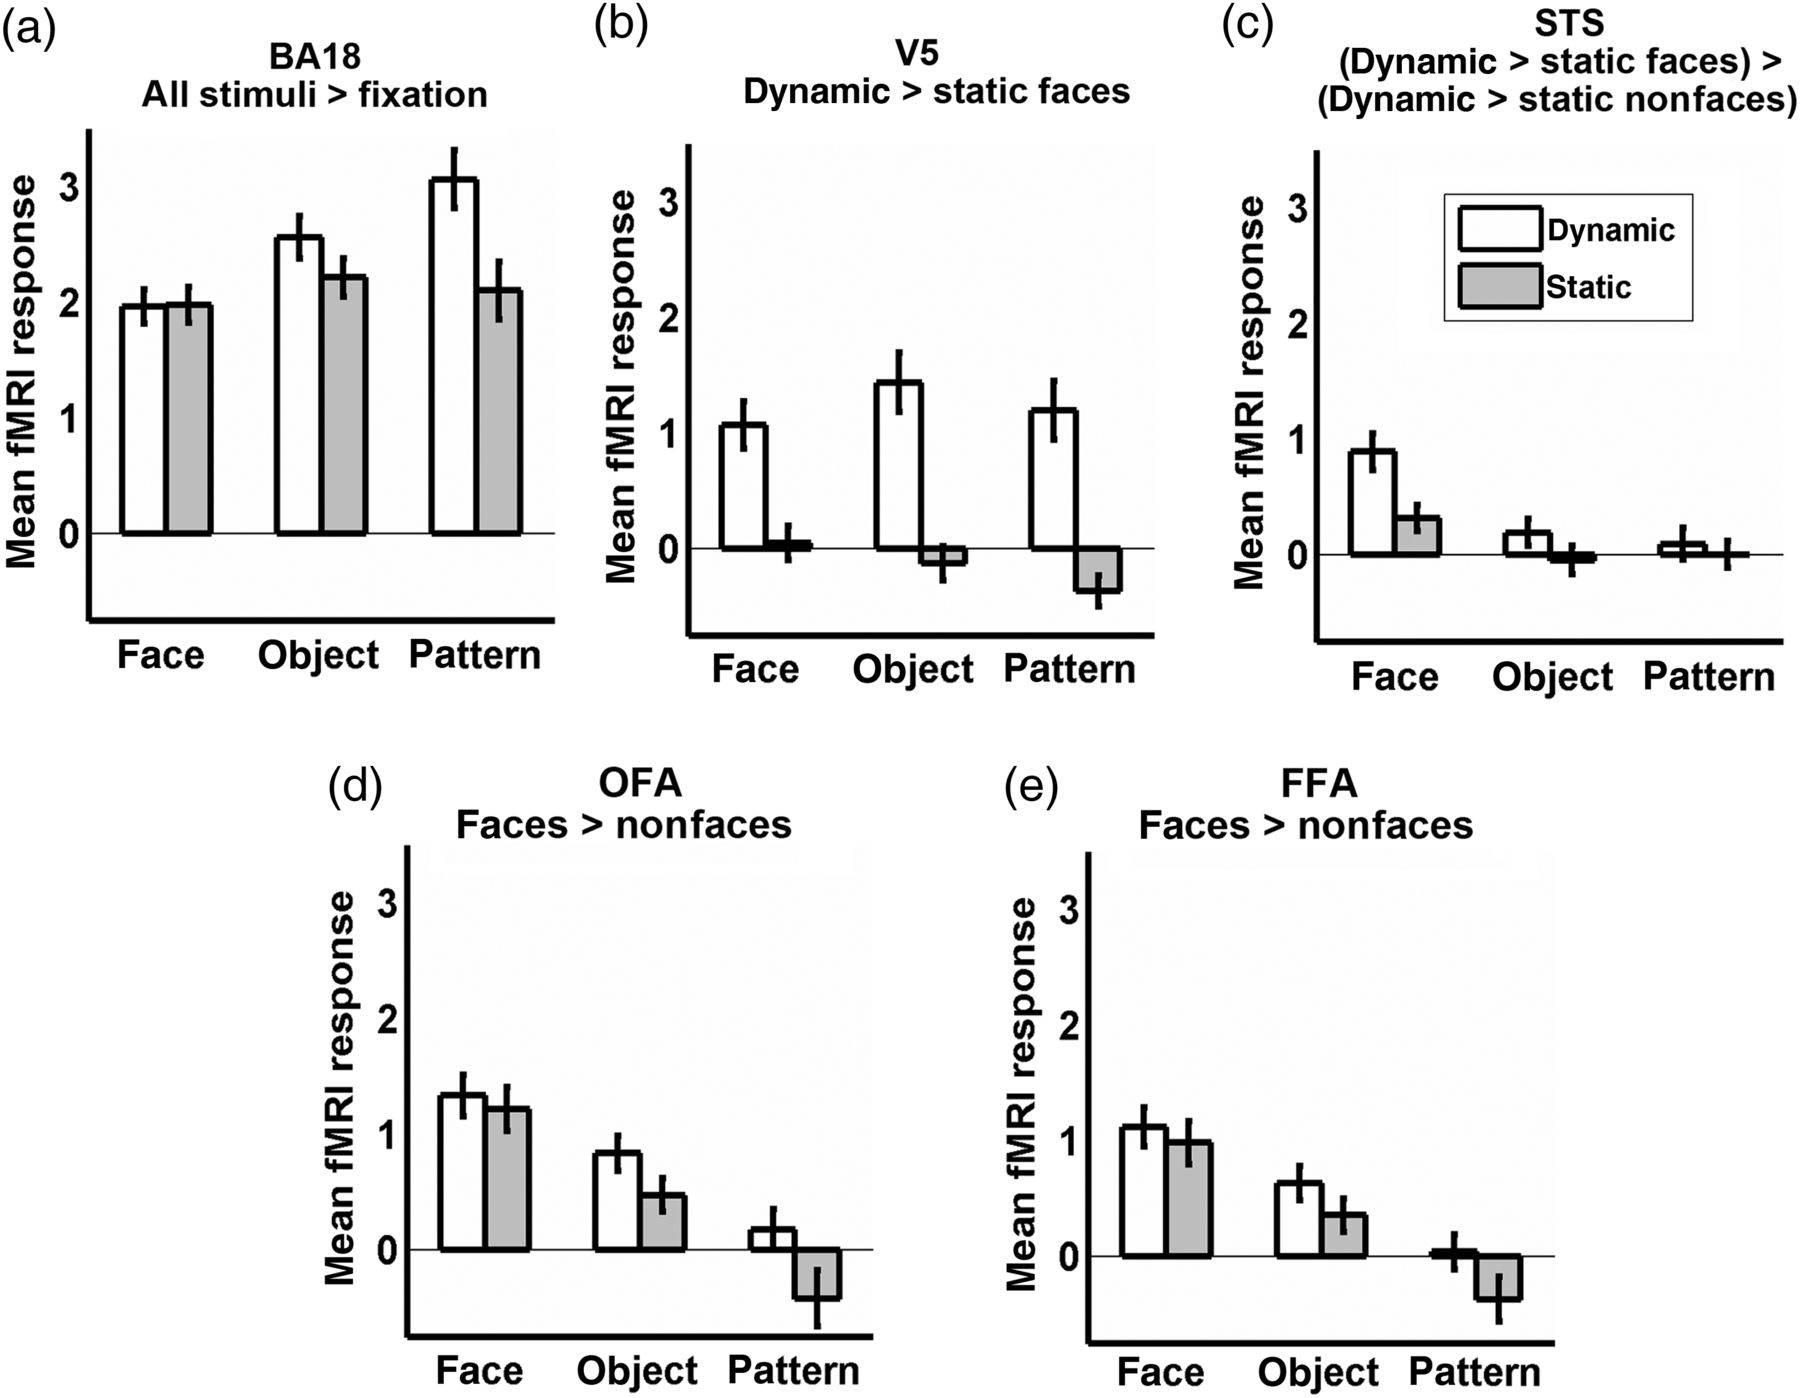 (a)
BA18
All stimuli > fixation
Mean fMRI response
3
2
1
0
Face Object Pattern
(b)
V5
Dynamic > static faces
Mean fMRI response
3
2
1
0
Face Object Pattern
(c)
STS
(Dynamic > static faces) >
(Dynamic > static nonfaces)
Mean fMRI response
3
2
1
0
Dynamic
Static
Face Object Pattern
(d)
OFA
Faces > nonfaces
Mean fMRI response
3
2
1
0
Face Object Pattern
(e)
FFA
Faces > nonfaces
Mean fMRI response
3
2
1
0
Face Object Pattern